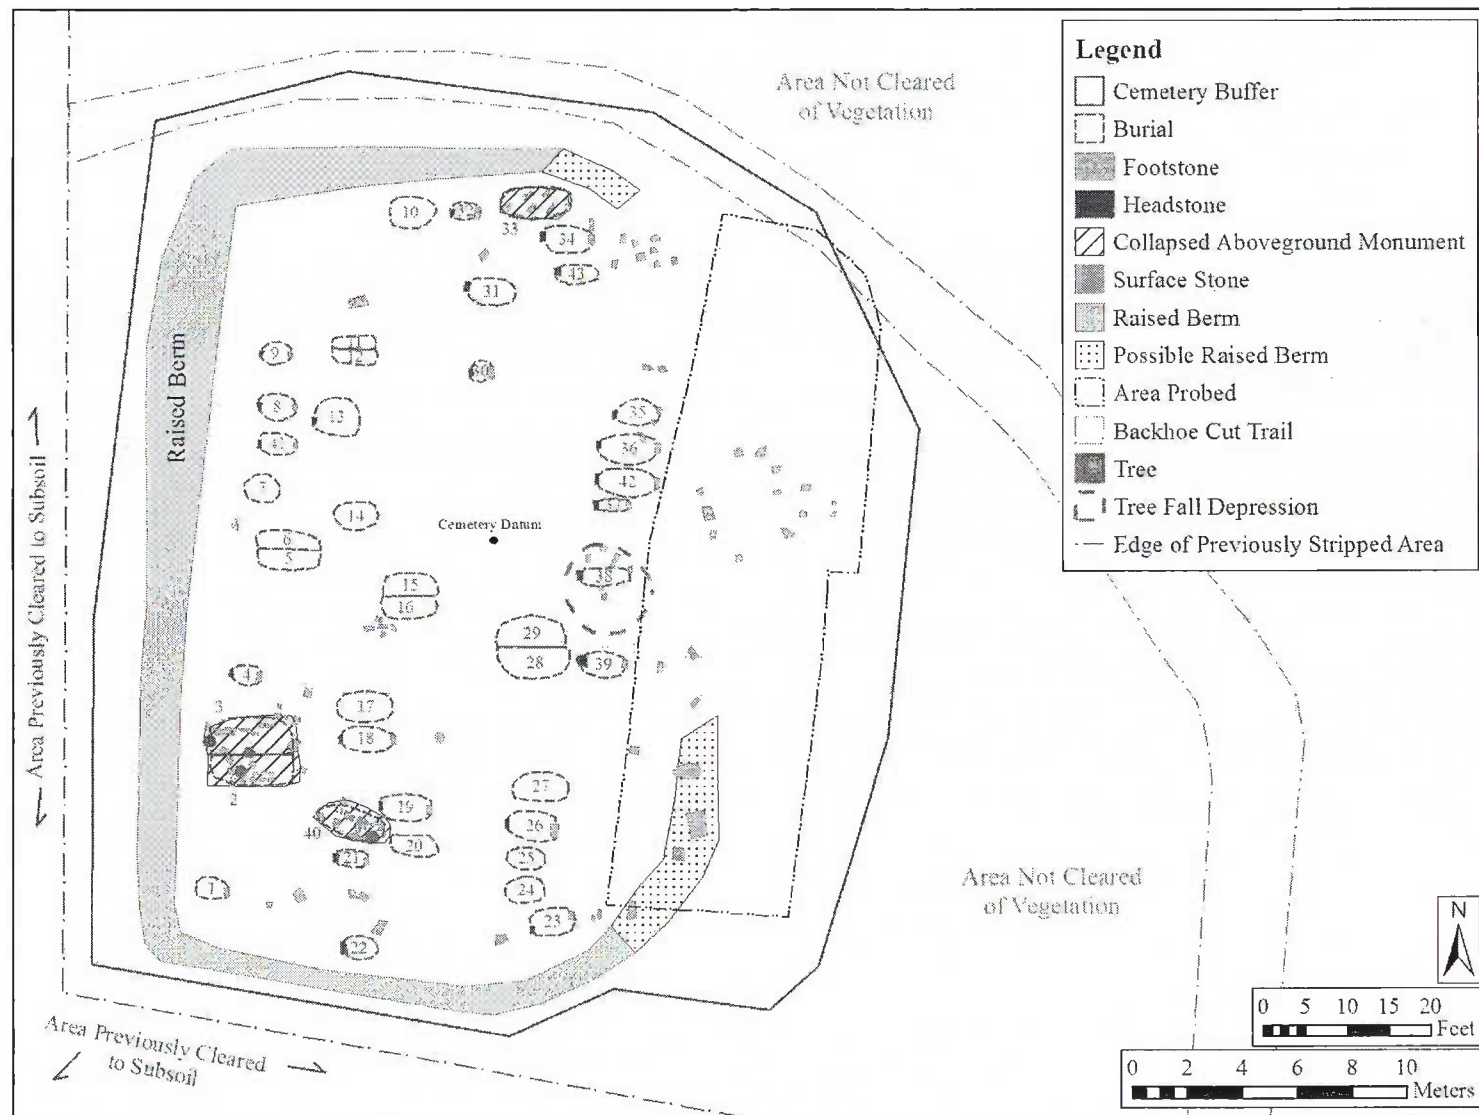 Legend
Cemetery Buffer
Burial
Footstone
Headstone
Collapsed Aboveground Monument
Surface Stone
Raised Berm
Possible Raised Berm
Area Probed
Backhoe Cut Trail
Tree
Tree Fall Depression
Edge of Previously Stripped Area
Area Not Cleared
of Vegetation
10
33
34
43
31
11
12
9
30
8
13
35
41
36
7
42
14
Cemetery Datum
6
5
38
15
16
29
28
39
4
3
17
18
2
27
19
26
40
20
21
25
1
24
23
22
Raised Berm
Area Previously Cleared to Subsoil
Area Previously Cleared
to Subsoil
Area Not Cleared
of Vegetation
N
0 5 10 15 20
Feet
0 2 4 6 8 10
Meters